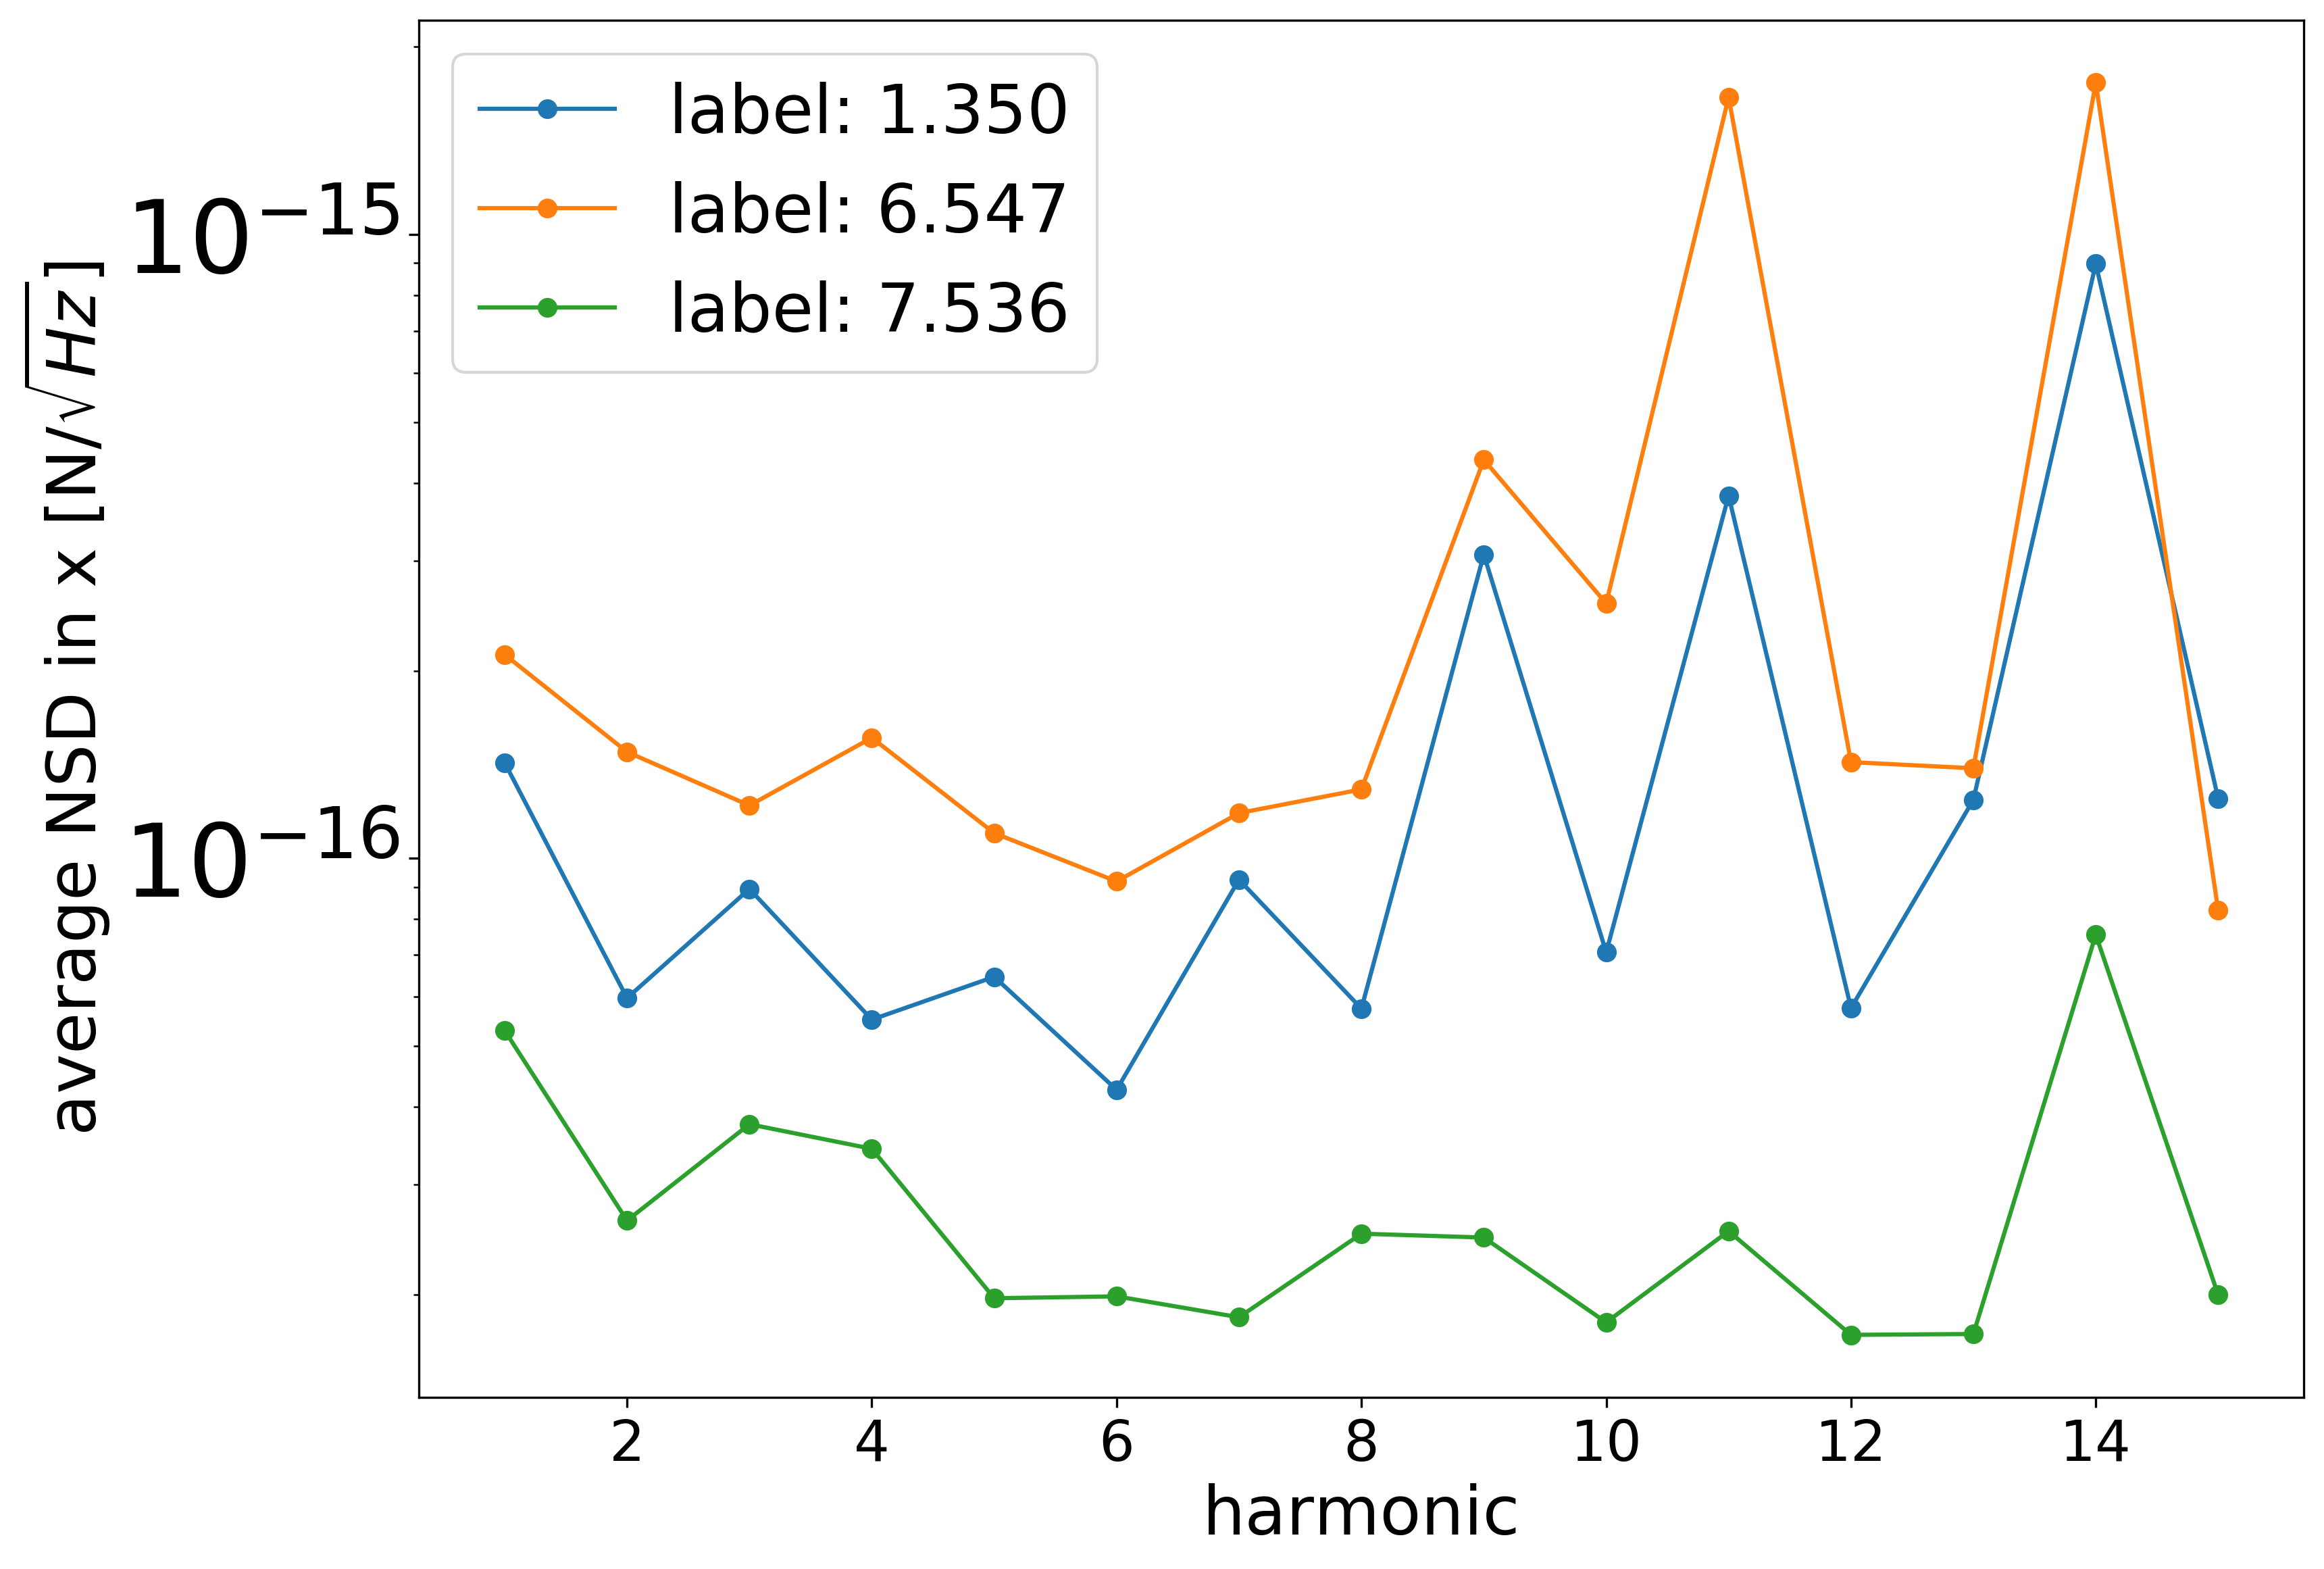 label: 1.350
label: 6.547
label: 7.536
average NSD in x [N/√Hz]
10⁻¹⁵
10⁻¹⁶
2 4 6 8 10 12 14
harmonic